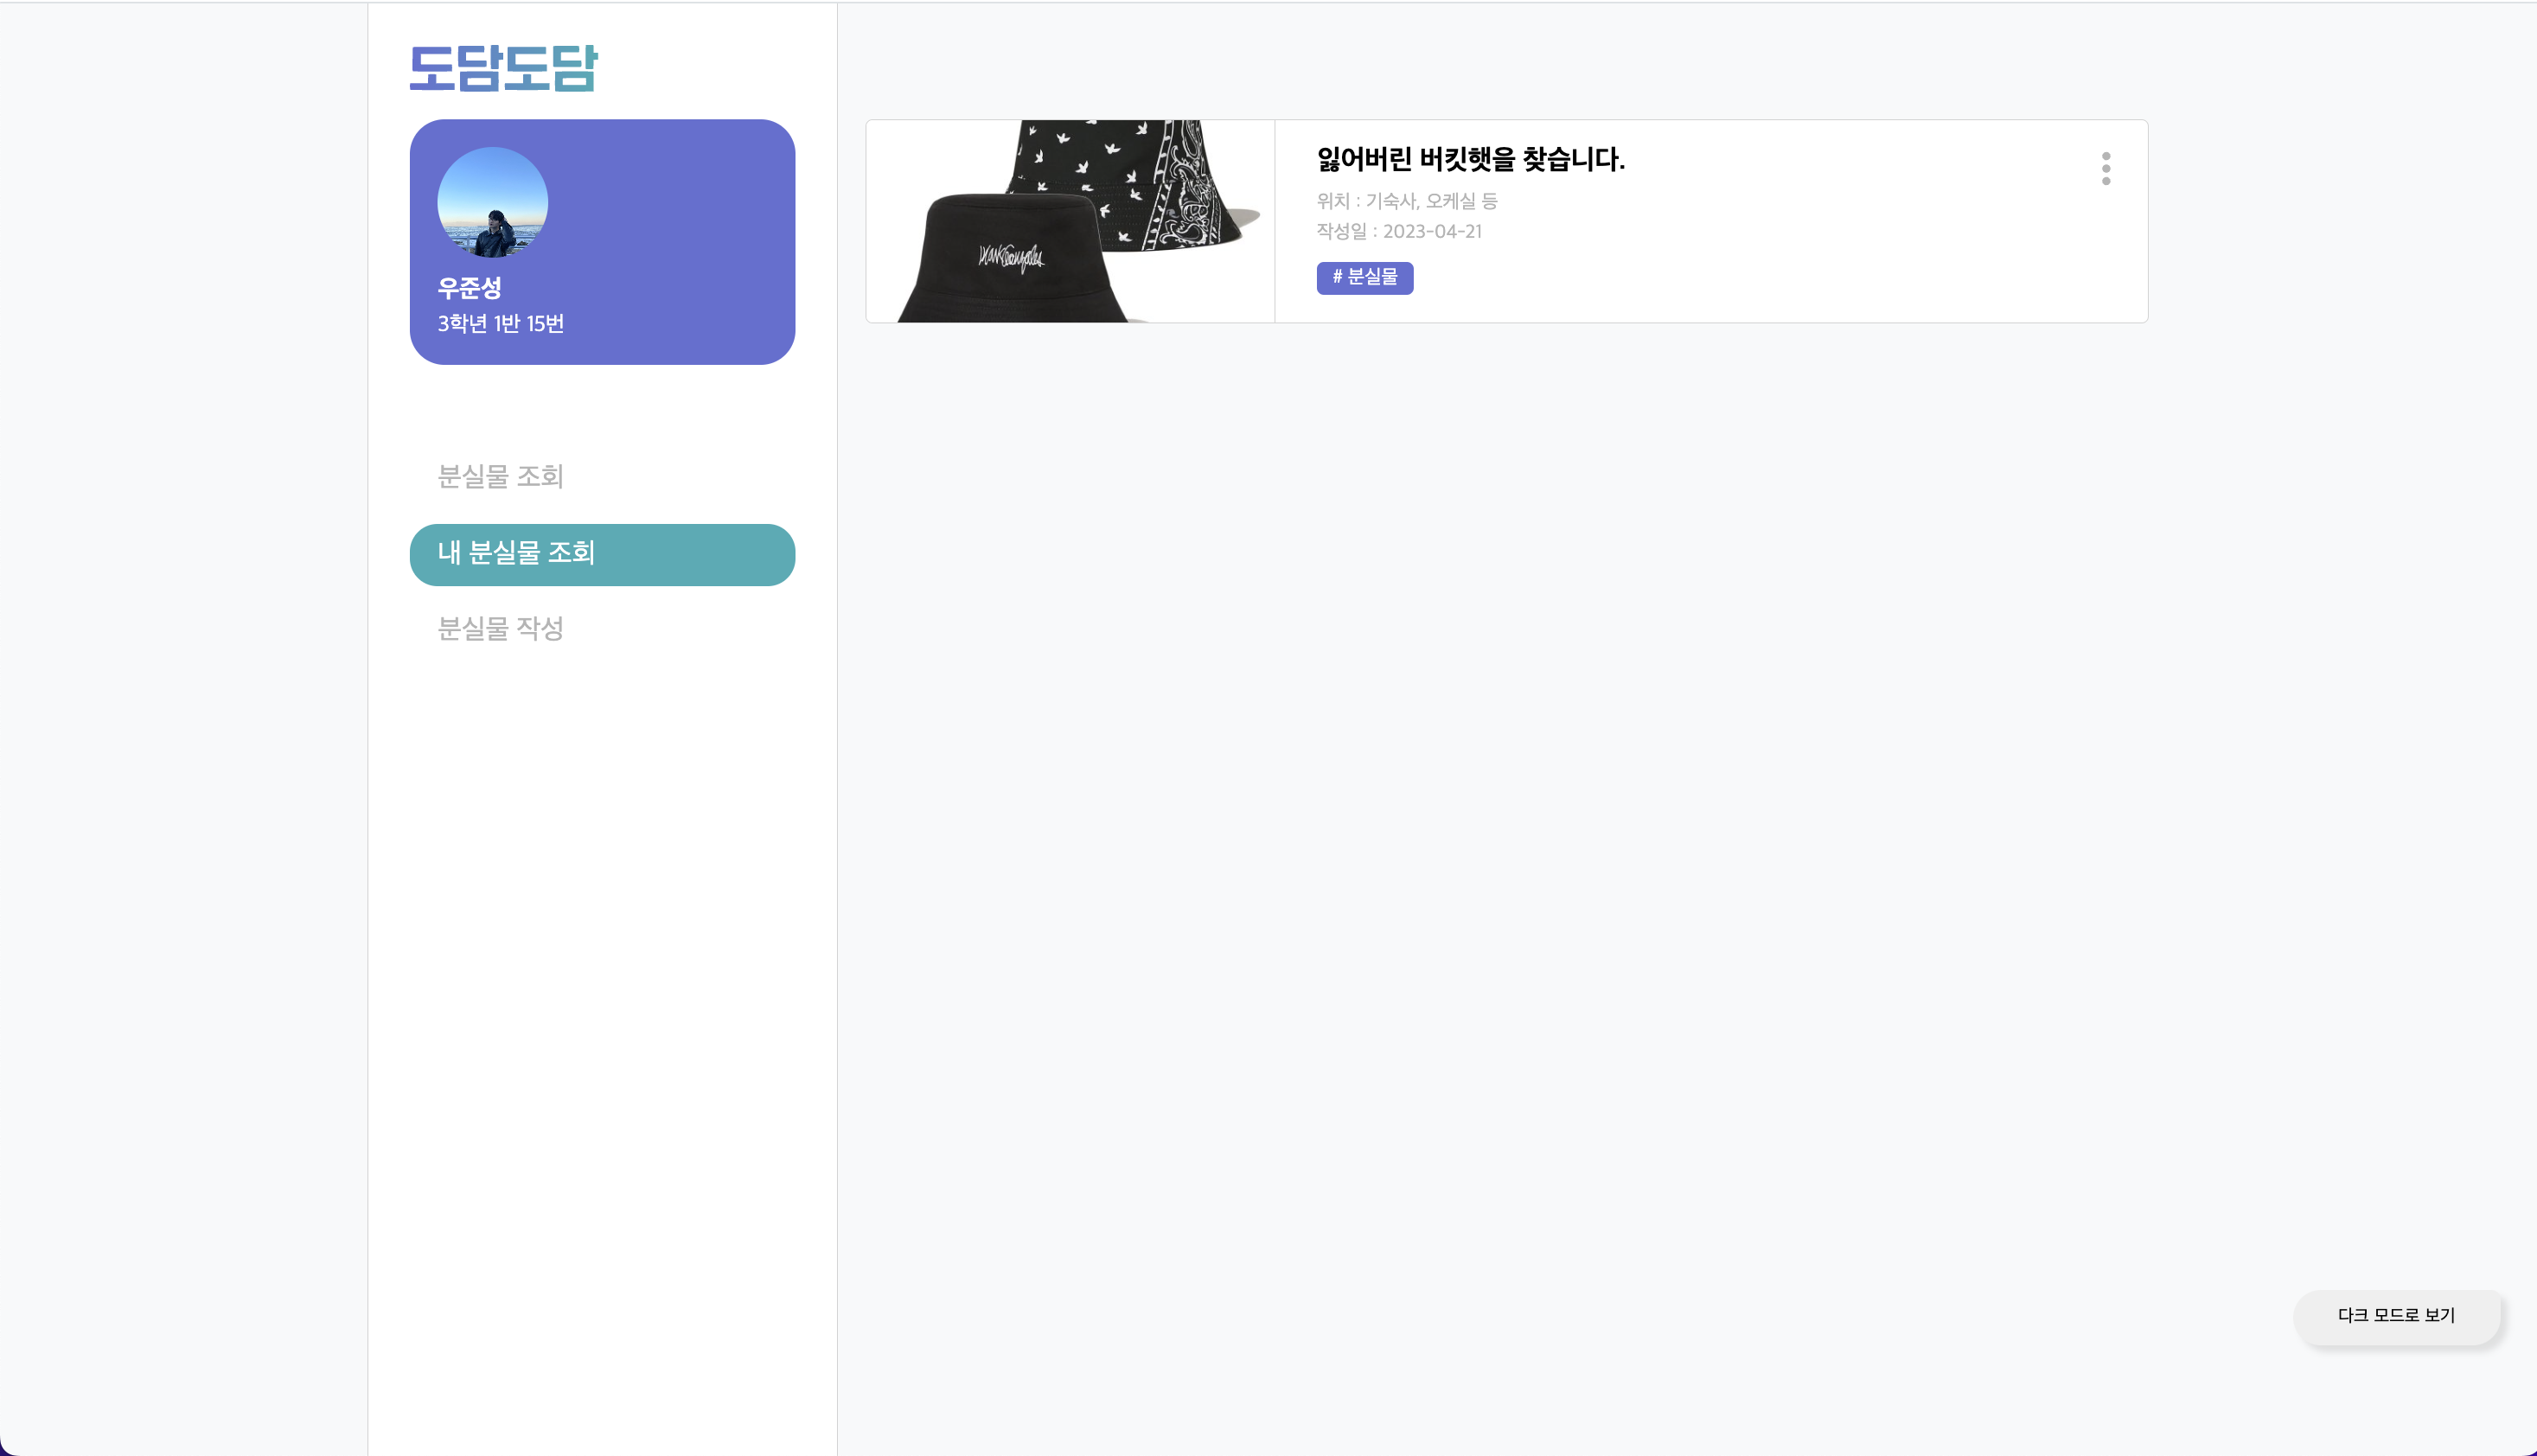 도담도담
우준성
3학년 1반 15번
분실물 조회
내 분실물 조회
분실물 작성
잃어버린 버킷햇을 찾습니다.
위치 : 기숙사, 오케실 등
작성일 : 2023-04-21
# 분실물
다크 모드로 보기